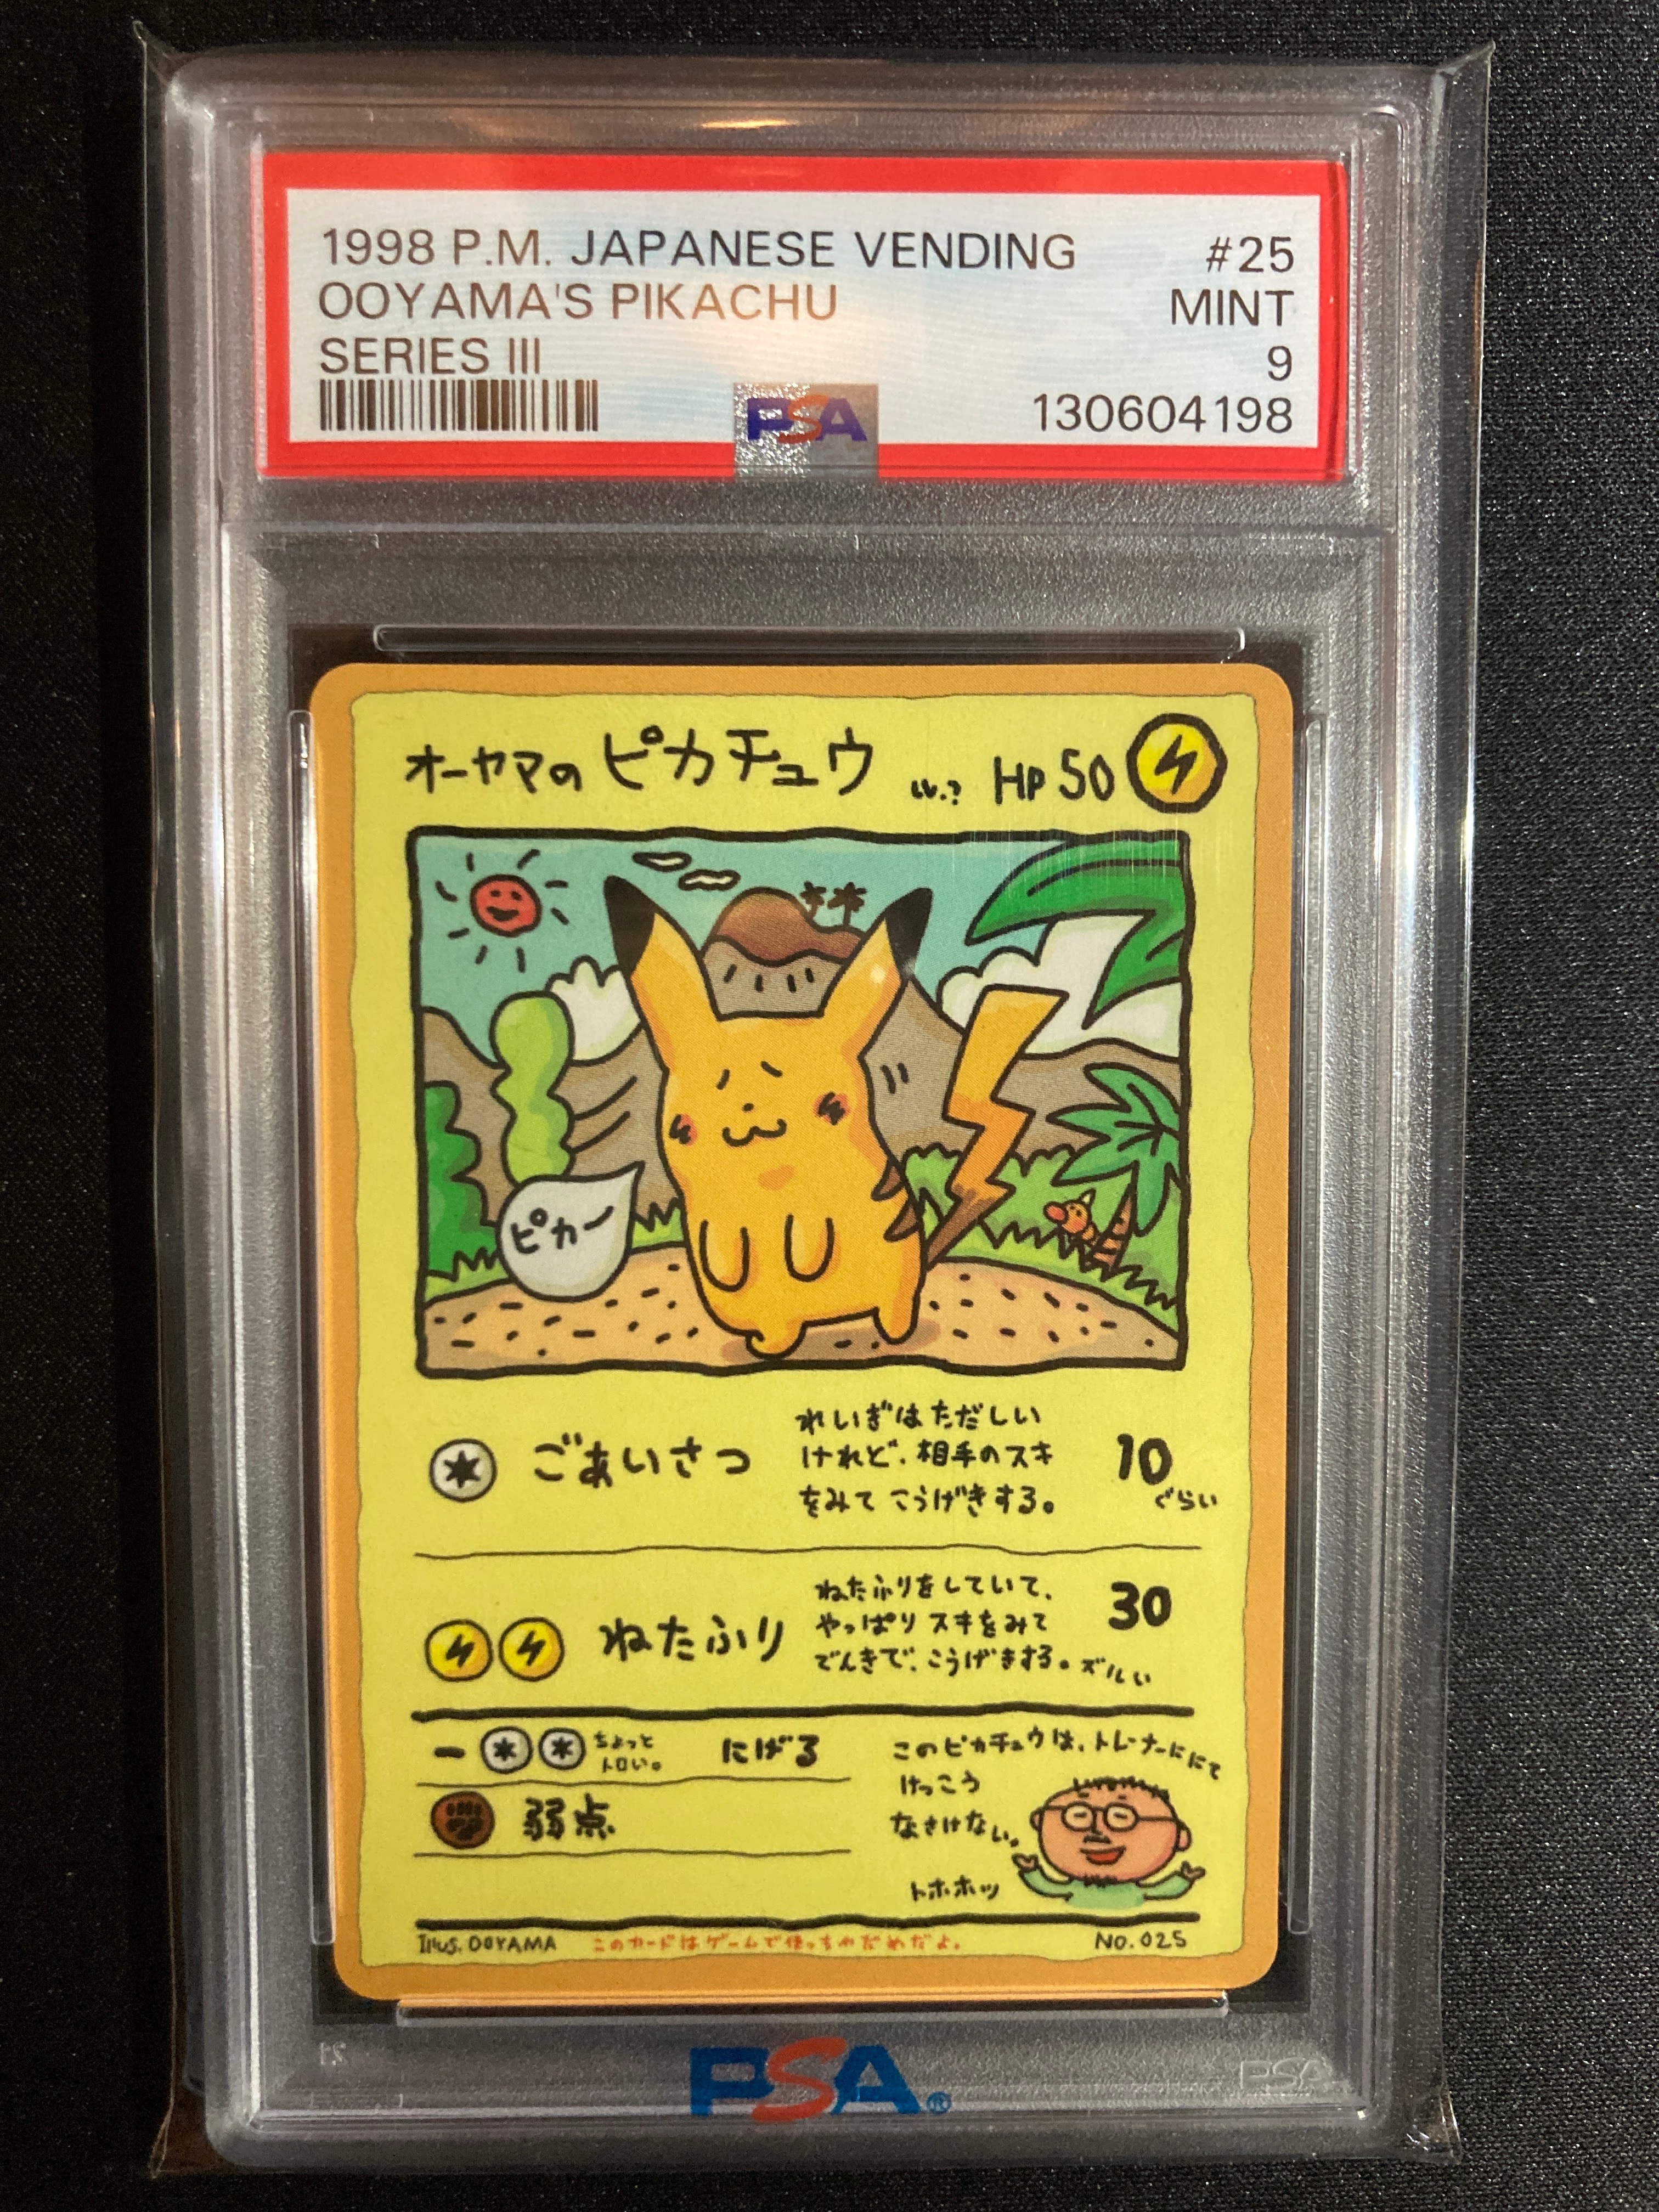 1998 P.M. JAPANESE VENDING #25
OOYAMA'S PIKACHU MINT
SERIES III 9
PSA 130604198
オーヤマの ピカチュウ LV.? HP 50
ピカー
ごあいさつ
れいぎは ただしい
けれど、相手のスキ
をみて こうげきする。
10
ぐらい
ねたふり
ねたふりをしていて、
やっぱり スキをみて
でんきで、こうげきする。ズルい
30
ー ちょっと
トロい。
にげる
弱点
このピカチュウは、トレーナーににて
けっこう
なさけない。
トホホッ
Illus. OOYAMA このカードはゲームで使っちゃだめだよ。 NO.025
PSA®
21
PSA